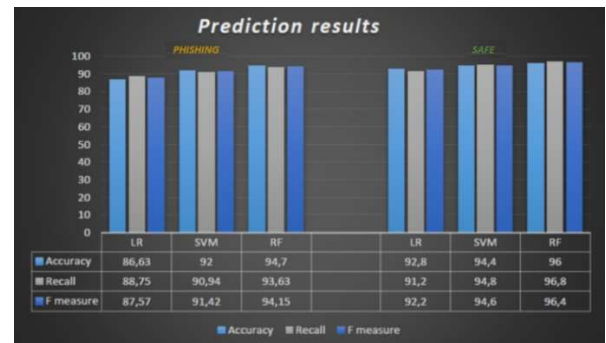 Prediction results
PHISHING SAFE
100
90
80
70
60
50
40
30
20
10
0
LR SVM RF LR SVM RF
Accuracy 86,63 92 94,7 92,8 94,4 96
Recall 88,75 90,94 93,63 91,2 94,8 96,8
F measure 87,57 91,42 94,15 92,2 94,6 96,4
Accuracy Recall F measure